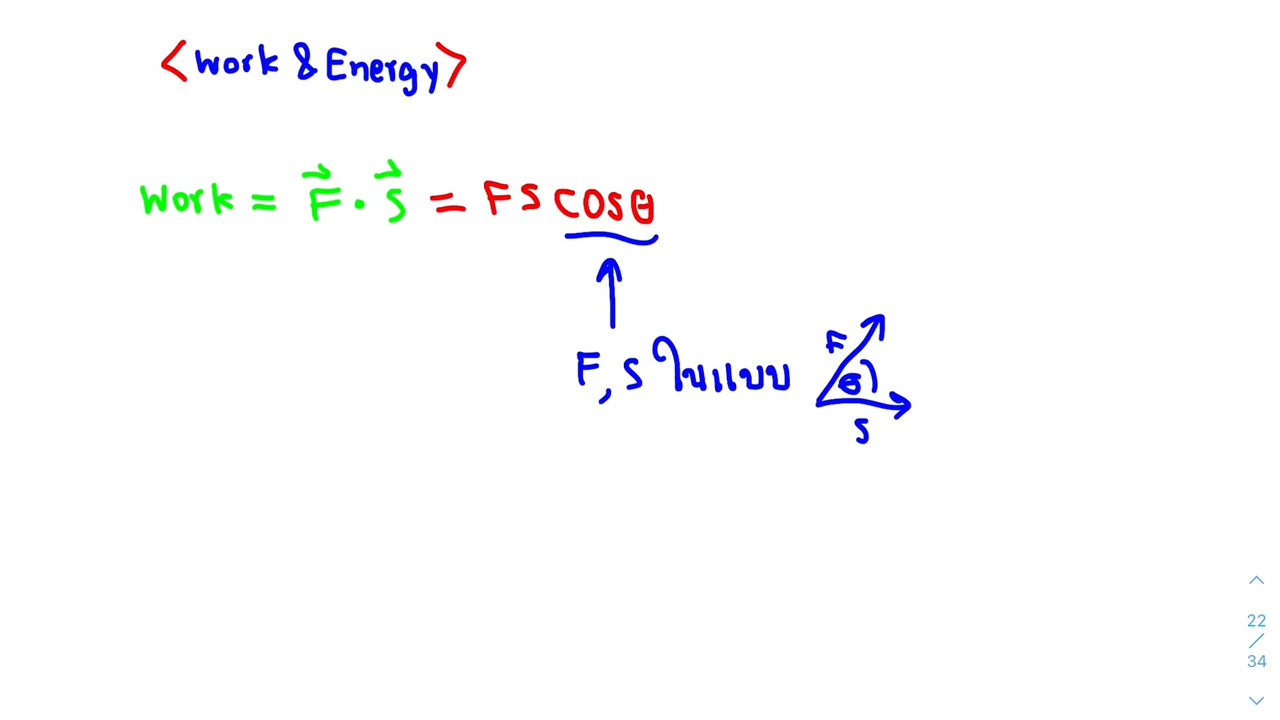 <Work & Energy>
Work = F⃗ · S⃗ = FS cosθ
F, S ในแบบ
F
θ
S
22
/
34